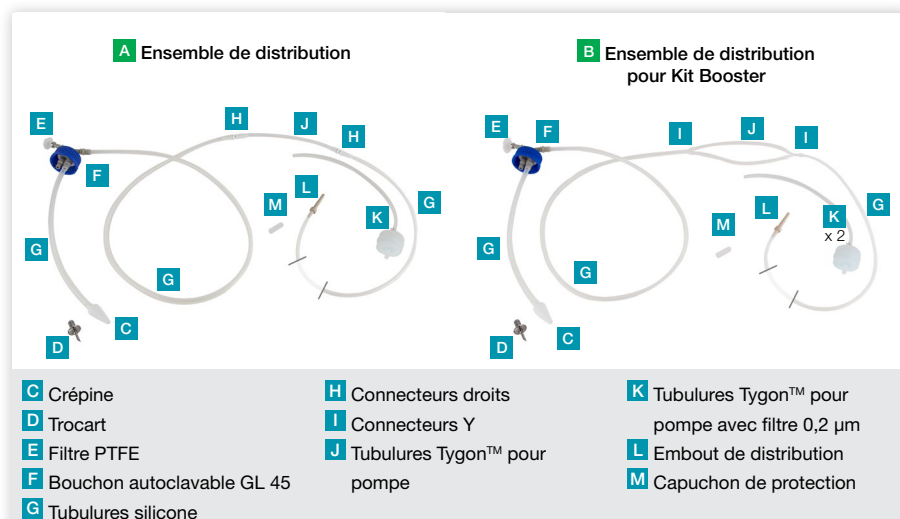 A Ensemble de distribution
B Ensemble de distribution
pour Kit Booster
E
F
H
J
H
G
G
G
M
L
K
D
C
E
F
I
J
I
G
G
G
M
L
K
x 2
D
C
C Crépine
D Trocart
E Filtre PTFE
F Bouchon autoclavable GL 45
G Tubulures silicone
H Connecteurs droits
I Connecteurs Y
J Tubulures Tygon™ pour
pompe
K Tubulures Tygon™ pour
pompe avec filtre 0,2 µm
L Embout de distribution
M Capuchon de protection